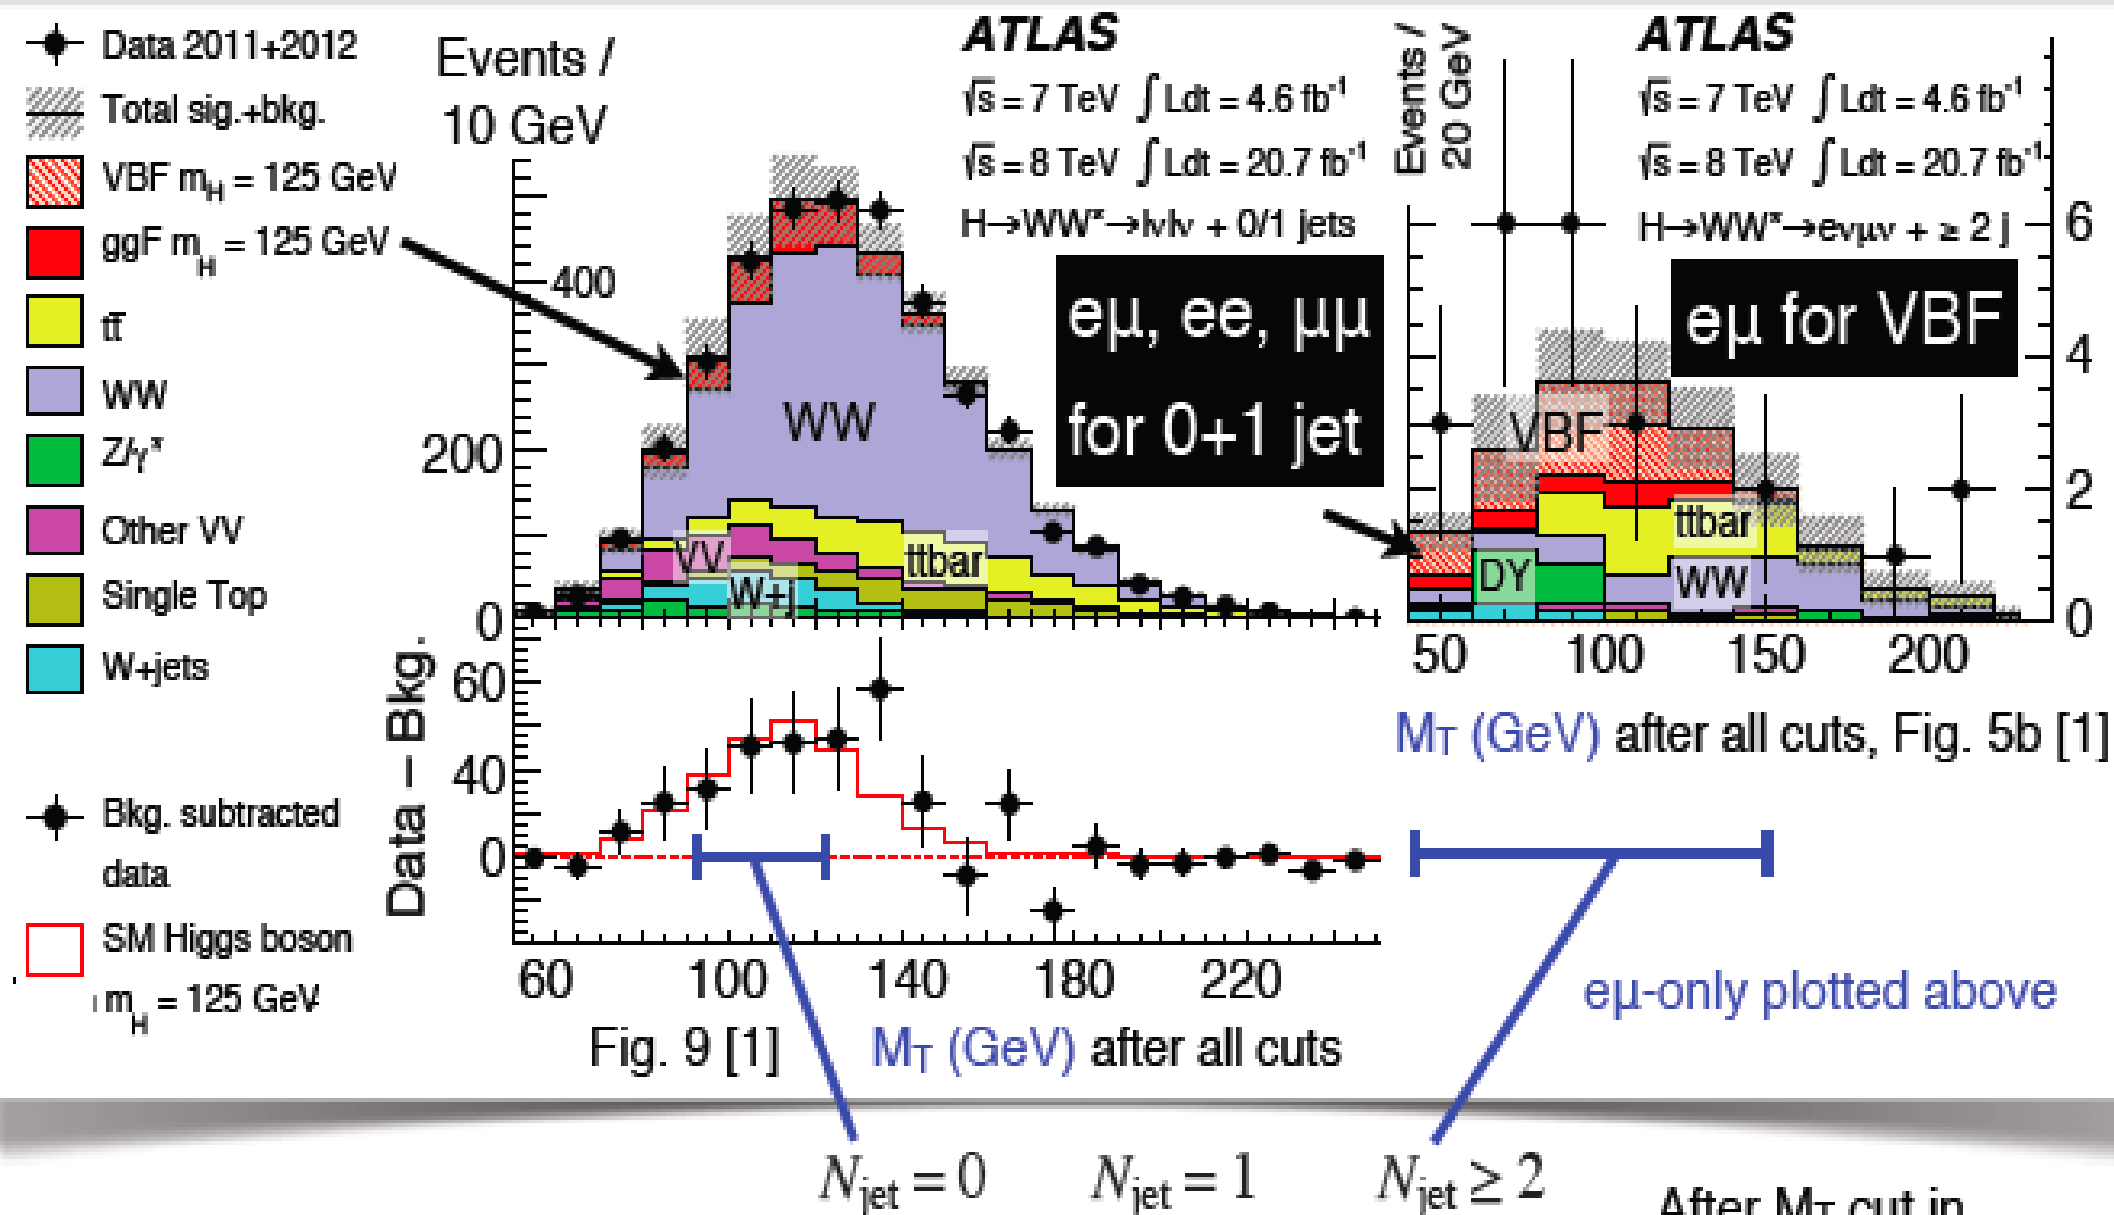 Data 2011+2012
Total sig.+bkg.
VBF m_H = 125 GeV
ggF m_H = 125 GeV
tt̄
WW
Z/γ*
Other VV
Single Top
W+jets
Bkg. subtracted
data
SM Higgs boson
m_H = 125 GeV
Events /
10 GeV
ATLAS
√s = 7 TeV ∫Ldt = 4.6 fb⁻¹
√s = 8 TeV ∫Ldt = 20.7 fb⁻¹
H→WW*→lνlν + 0/1 jets
eμ, ee, μμ
for 0+1 jet
400
200
0
WW
VV
W+j
ttbar
Data – Bkg.
60
40
0
60 100 140 180 220
Fig. 9 [1] M_T (GeV) after all cuts
Events /
20 GeV
ATLAS
√s = 7 TeV ∫Ldt = 4.6 fb⁻¹
√s = 8 TeV ∫Ldt = 20.7 fb⁻¹
H→WW*→eνμν + ≥ 2 j
eμ for VBF
6
4
2
0
VBF
ttbar
DY
WW
50 100 150 200
M_T (GeV) after all cuts, Fig. 5b [1]
eμ-only plotted above
N_jet = 0 N_jet = 1 N_jet ≥ 2
After M_T cut in